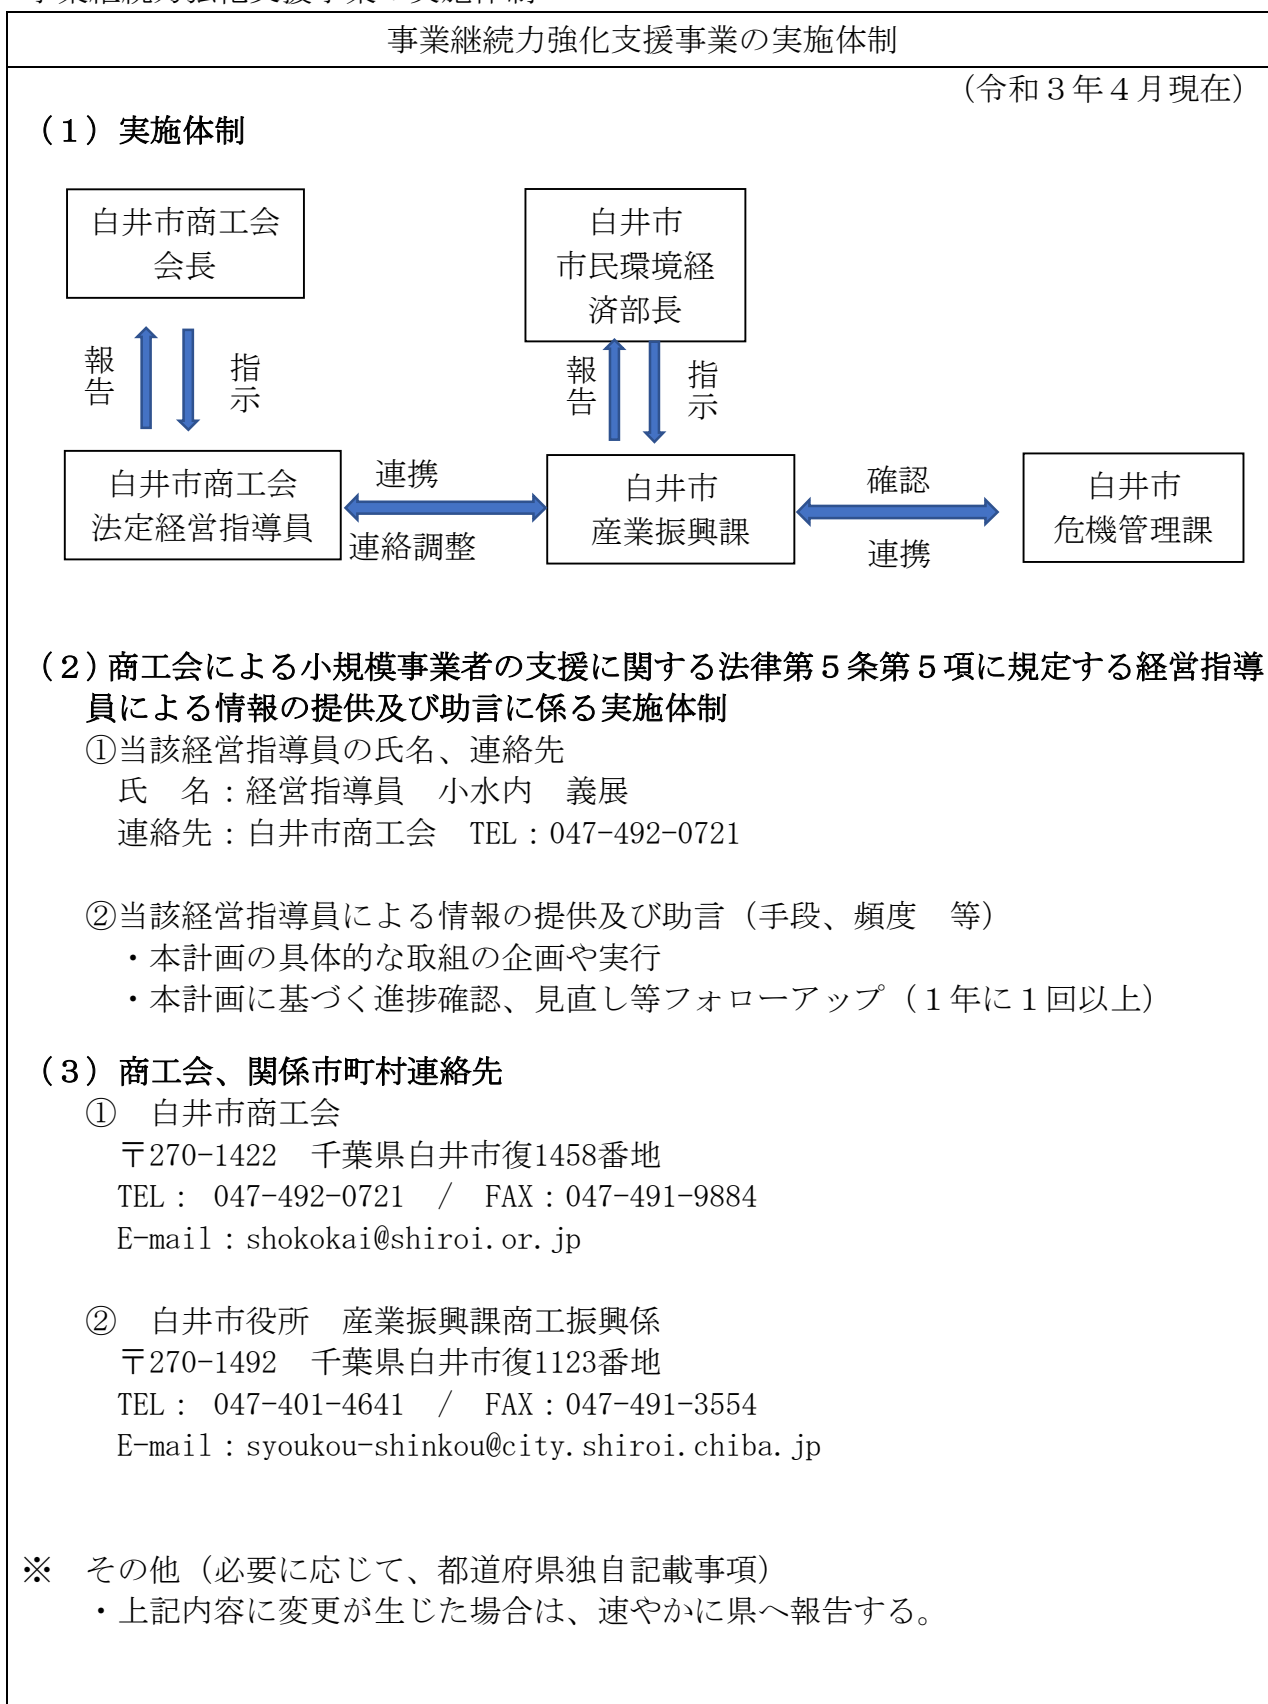 事業継続力強化支援事業の実施体制
事業継続力強化支援事業の実施体制
（令和３年４月現在）
（１）実施体制
白井市商工会
会長
白井市
市民環境経
済部長
報告
指示
報告
指示
白井市商工会
法定経営指導員
連携
連絡調整
白井市
産業振興課
確認
連携
白井市
危機管理課
（２）商工会による小規模事業者の支援に関する法律第５条第５項に規定する経営指導
員による情報の提供及び助言に係る実施体制
①当該経営指導員の氏名、連絡先
氏　名：経営指導員　小水内　義展
連絡先：白井市商工会　TEL：047-492-0721
②当該経営指導員による情報の提供及び助言（手段、頻度　等）
・本計画の具体的な取組の企画や実行
・本計画に基づく進捗確認、見直し等フォローアップ（１年に１回以上）
（３）商工会、関係市町村連絡先
①　白井市商工会
〒270-1422　千葉県白井市復1458番地
TEL： 047-492-0721　/　FAX：047-491-9884
E-mail：shokokai@shiroi.or.jp
②　白井市役所　産業振興課商工振興係
〒270-1492　千葉県白井市復1123番地
TEL： 047-401-4641　/　FAX：047-491-3554
E-mail：syoukou-shinkou@city.shiroi.chiba.jp
※　その他（必要に応じて、都道府県独自記載事項）
・上記内容に変更が生じた場合は、速やかに県へ報告する。